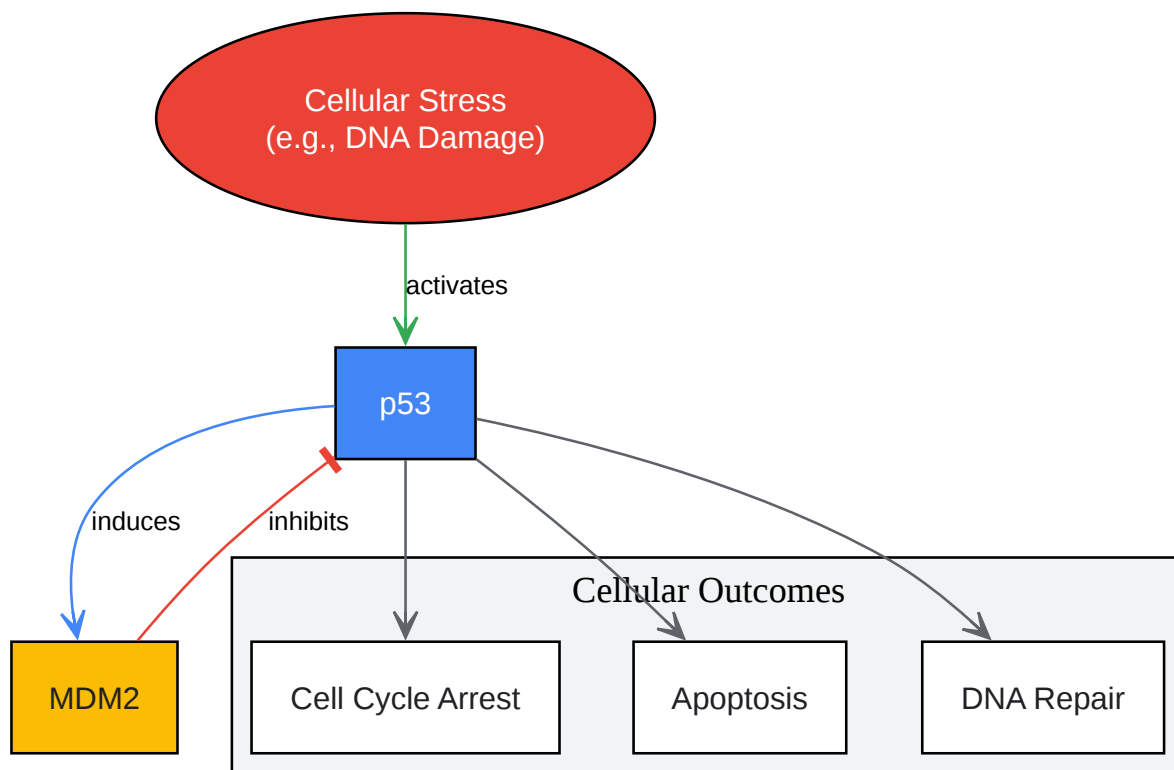 Cellular Stress
(e.g., DNA Damage)
activates
p53
induces
inhibits
Cellular Outcomes
MDM2
Cell Cycle Arrest
Apoptosis
DNA Repair